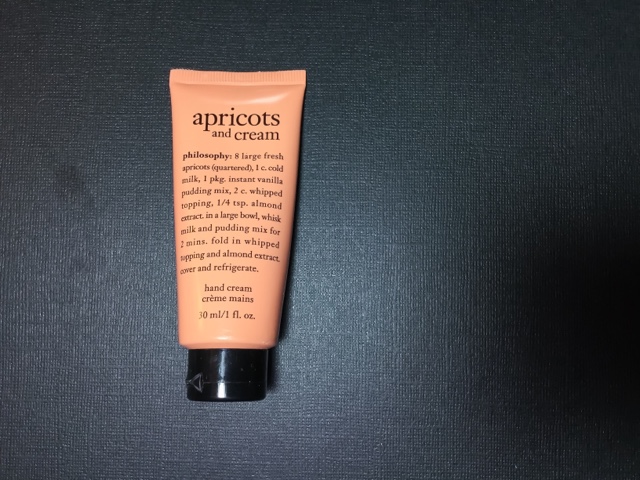 apricots
and cream
philosophy: 8 large fresh
apricots (quartered), 1 c. cold
milk, 1 pkg. instant vanilla
pudding mix, 2 c. whipped
topping, 1/4 tsp. almond
extract. in a large bowl, whisk
milk and pudding mix for
2 mins. fold in whipped
topping and almond extract.
cover and refrigerate.
hand cream
crème mains
30 ml/1 fl. oz.